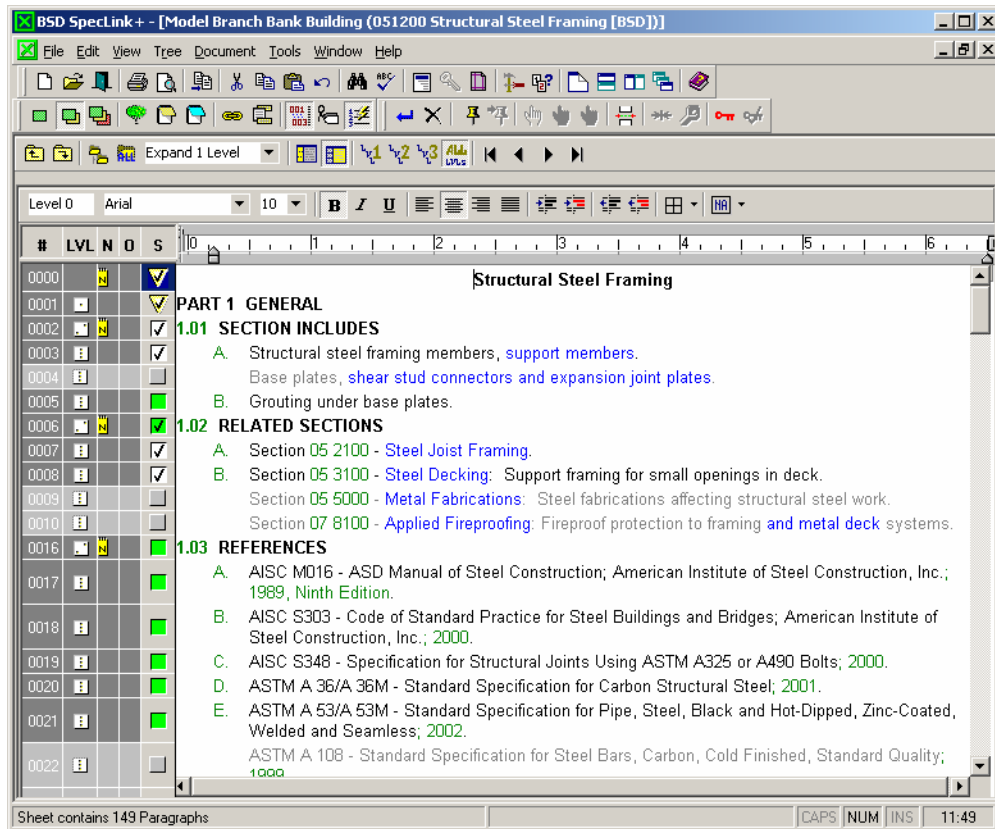 BSD SpecLink+ - [Model Branch Bank Building (051200 Structural Steel Framing [BSD])]
File Edit View Tree Document Tools Window Help
Expand 1 Level
Level 0 Arial 10 B I U NA
# LVL N O S 0 1 2 3 4 5 6
0000 N Structural Steel Framing
0001 PART 1 GENERAL
0002 N 1.01 SECTION INCLUDES
0003 A. Structural steel framing members, support members.
0004 Base plates, shear stud connectors and expansion joint plates.
0005 B. Grouting under base plates.
0006 N 1.02 RELATED SECTIONS
0007 A. Section 05 2100 - Steel Joist Framing.
0008 B. Section 05 3100 - Steel Decking: Support framing for small openings in deck.
0009 Section 05 5000 - Metal Fabrications: Steel fabrications affecting structural steel work.
0010 Section 07 8100 - Applied Fireproofing: Fireproof protection to framing and metal deck systems.
0016 N 1.03 REFERENCES
0017 A. AISC M016 - ASD Manual of Steel Construction; American Institute of Steel Construction, Inc.;
1989, Ninth Edition.
0018 B. AISC S303 - Code of Standard Practice for Steel Buildings and Bridges; American Institute of
Steel Construction, Inc.; 2000.
0019 C. AISC S348 - Specification for Structural Joints Using ASTM A325 or A490 Bolts; 2000.
0020 D. ASTM A 36/A 36M - Standard Specification for Carbon Structural Steel; 2001.
0021 E. ASTM A 53/A 53M - Standard Specification for Pipe, Steel, Black and Hot-Dipped, Zinc-Coated,
Welded and Seamless; 2002.
0022 ASTM A 108 - Standard Specification for Steel Bars, Carbon, Cold Finished, Standard Quality;
1999
Sheet contains 149 Paragraphs CAPS NUM INS 11:49